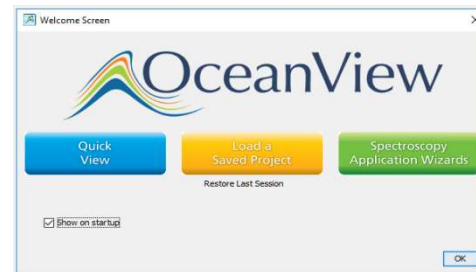 Welcome Screen
OceanView
Quick
View
Load a
Saved Project
Spectroscopy
Application Wizards
Restore Last Session
Show on startup
OK